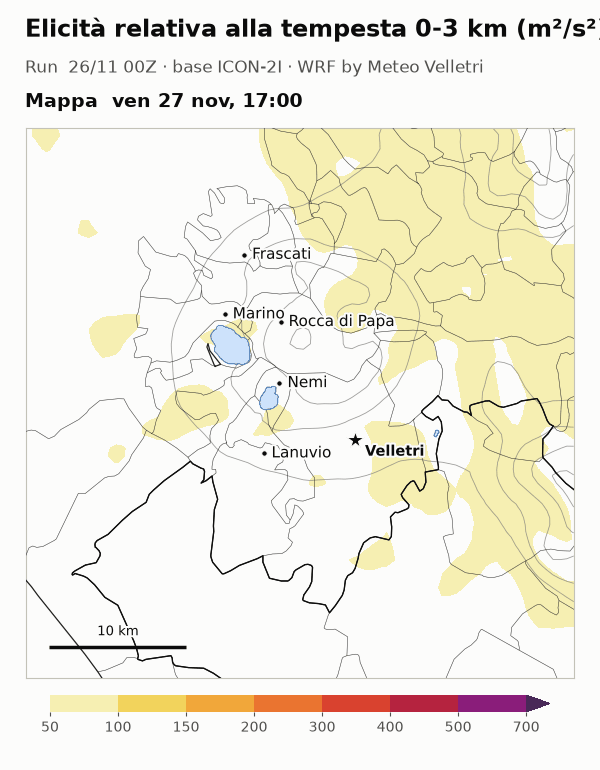 Elicità relativa alla tempesta 0-3 km (m²/s²)
Run 26/11 00Z · base ICON-2I · WRF by Meteo Velletri
Mappa ven 27 nov, 17:00
Frascati
Marino
Rocca di Papa
Nemi
Velletri
Lanuvio
10 km
50 100 150 200 300 400 500 700